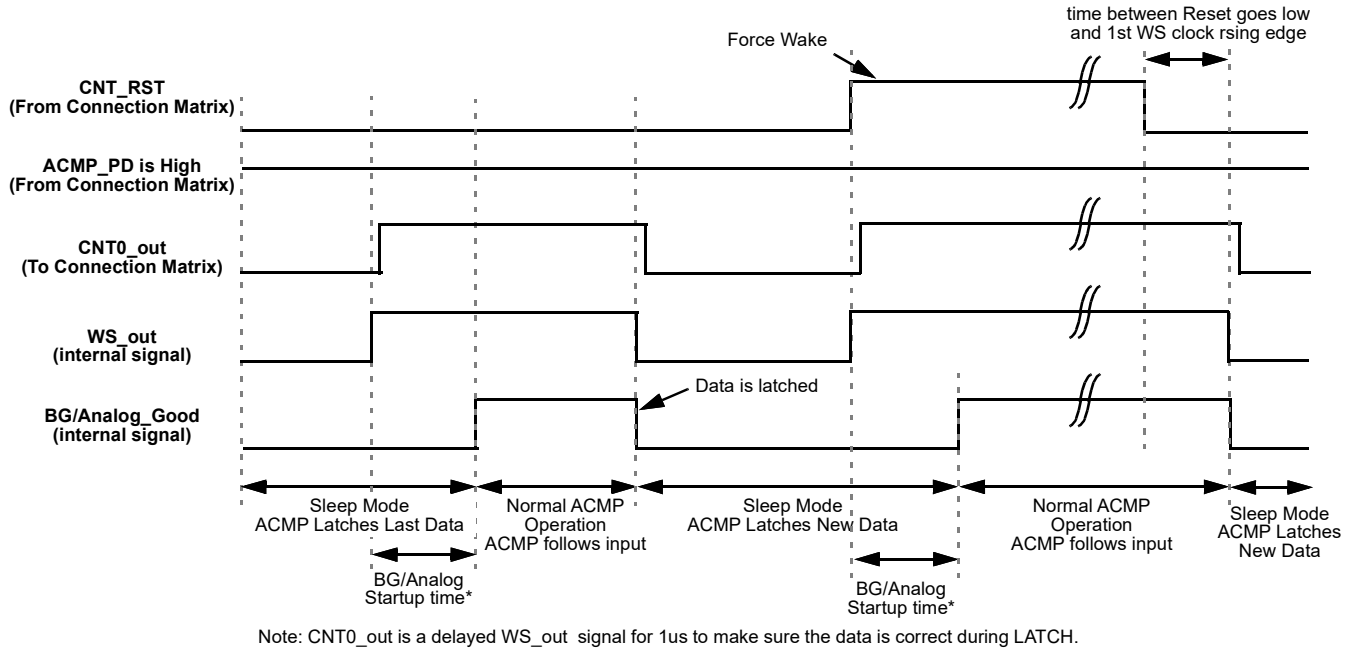 time between Reset goes low
and 1st WS clock rsing edge
Force Wake
CNT_RST
(From Connection Matrix)
ACMP_PD is High
(From Connection Matrix)
CNT0_out
(To Connection Matrix)
WS_out
(internal signal)
Data is latched
BG/Analog_Good
(internal signal)
Sleep Mode
ACMP Latches Last Data
Normal ACMP
Operation
ACMP follows input
Sleep Mode
ACMP Latches New Data
Normal ACMP
Operation
ACMP follows input
Sleep Mode
ACMP Latches
New Data
BG/Analog
Startup time*
BG/Analog
Startup time*
Note: CNT0_out is a delayed WS_out signal for 1us to make sure the data is correct during LATCH.